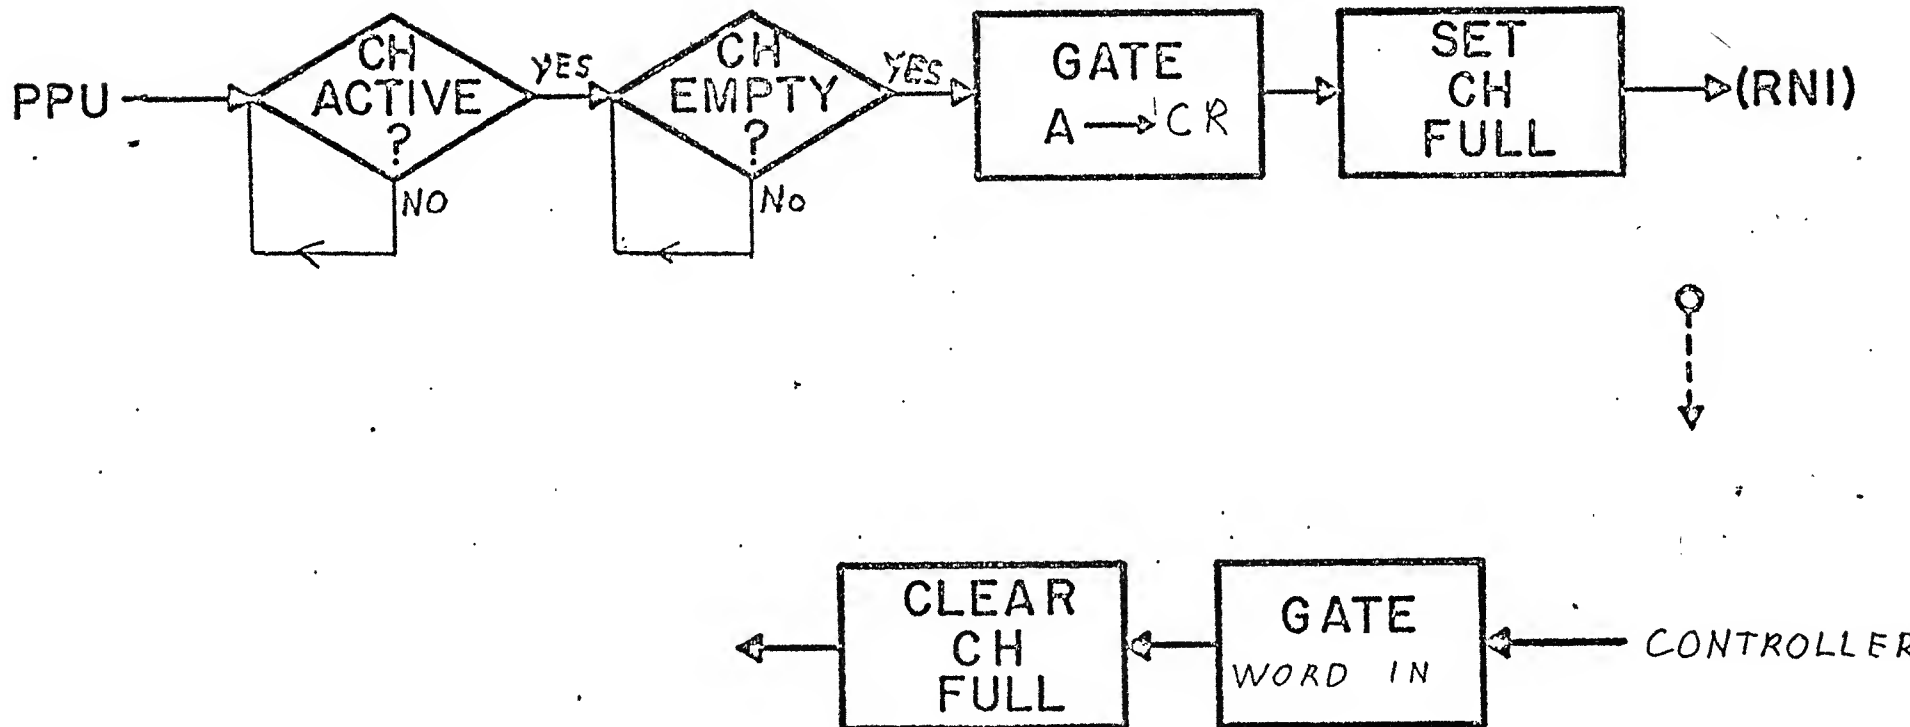 PPU
CH
ACTIVE
?
YES
NO
CH
EMPTY
?
YES
No
GATE
A → CR
SET
CH
FULL
(RNI)
CLEAR
CH
FULL
GATE
WORD IN
CONTROLLER